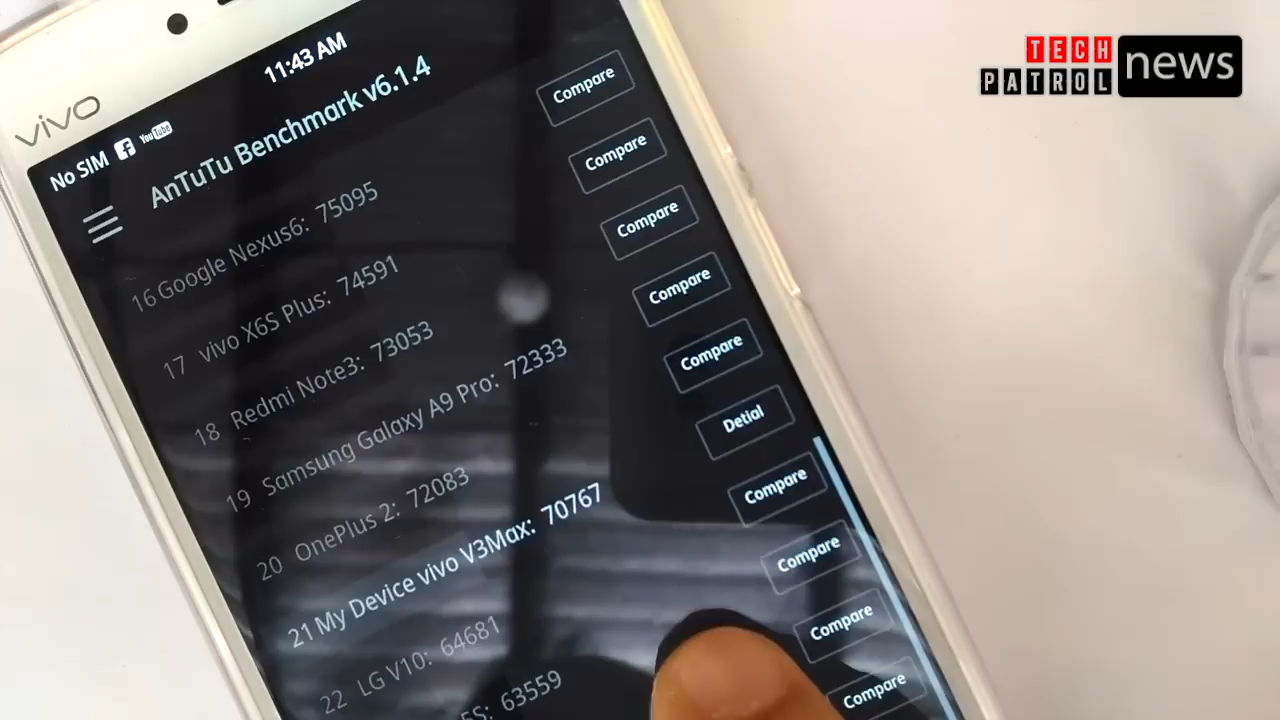 TECH
PATROL
news
vivo
11:43 AM
No SIM
f
YouTube
AnTuTu Benchmark v6.1.4
Compare
16 Google Nexus6: 75095
Compare
17 vivo X6S Plus: 74591
Compare
18 Redmi Note3: 73053
Compare
19 Samsung Galaxy A9 Pro: 72333
Compare
20 OnePlus 2: 72083
Detial
21 My Device vivo V3Max: 70767
Compare
22 LG V10: 64681
Compare
5S: 63559
Compare
Compare